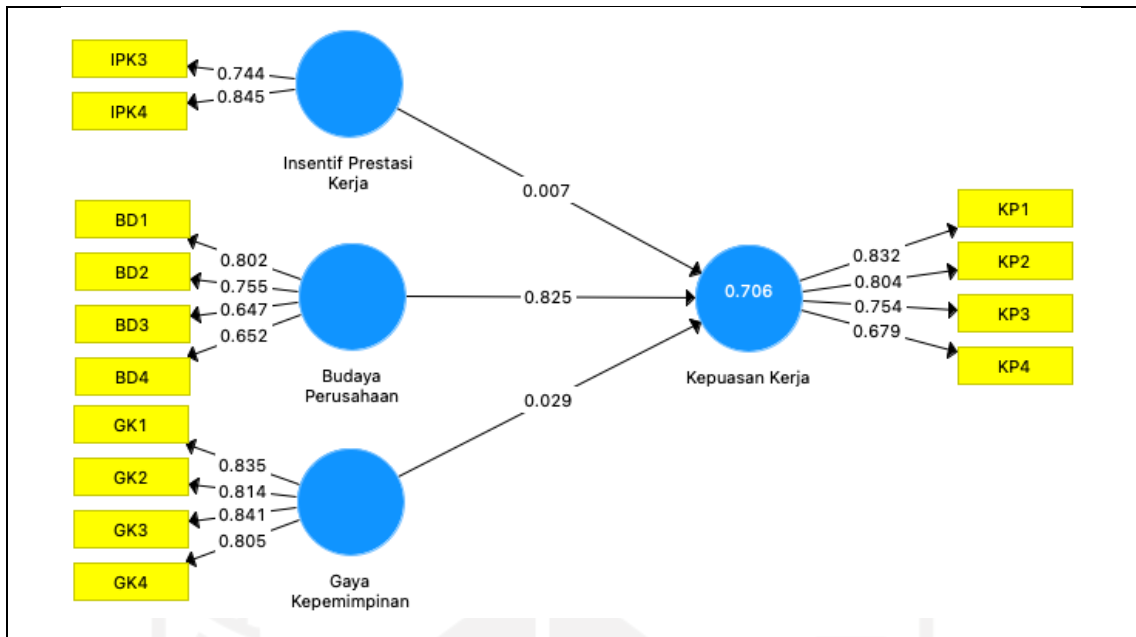 IPK3
0.744
0.845
IPK4
Insentif Prestasi
Kerja
0.007
BD1
0.802
BD2
0.755
BD3
0.647
0.652
BD4
Budaya
Perusahaan
0.825
GK1
0.835
GK2
0.814
GK3
0.841
0.805
GK4
Gaya
Kepemimpinan
0.029
0.706
Kepuasan Kerja
KP1
0.832
KP2
0.804
KP3
0.754
0.679
KP4